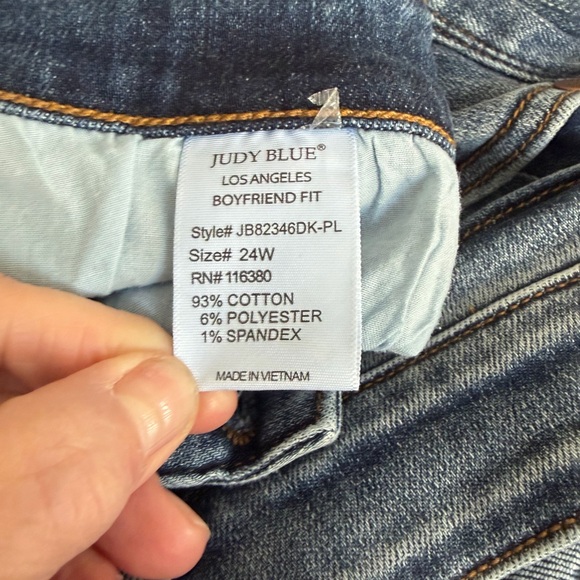 JUDY BLUE®
LOS ANGELES
BOYFRIEND FIT
Style# JB82346DK-PL
Size# 24W
RN# 116380
93% COTTON
6% POLYESTER
1% SPANDEX
MADE IN VIETNAM